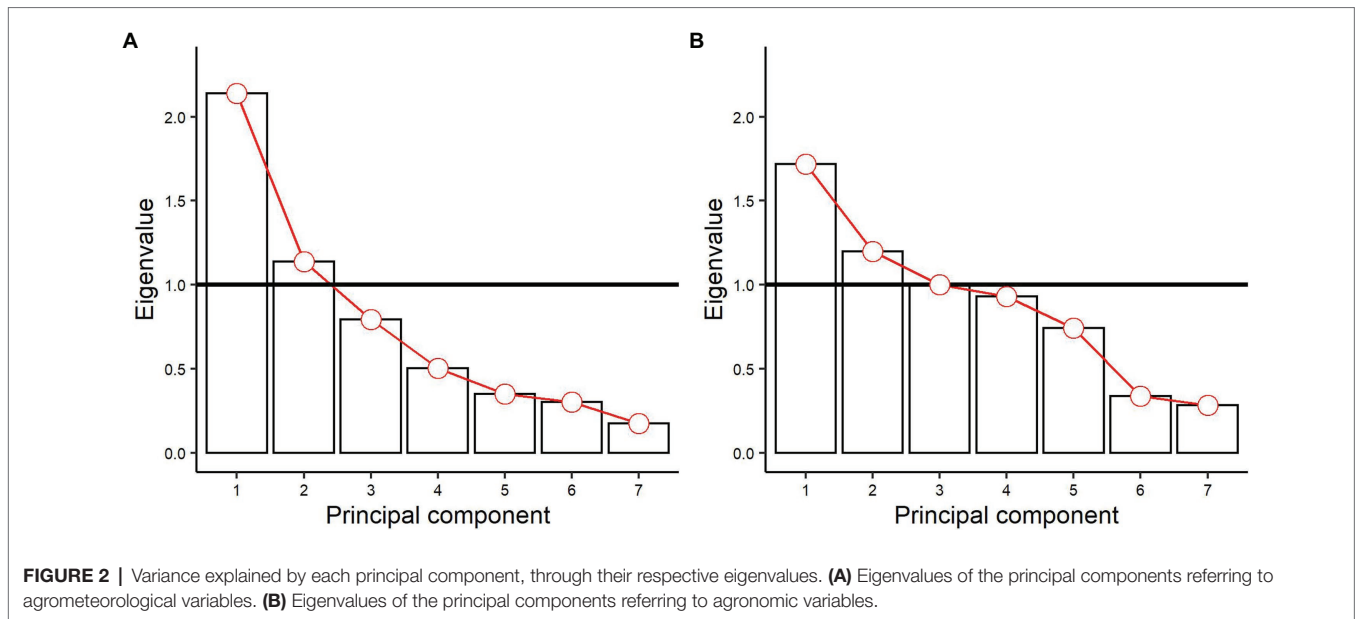 A
Eigenvalue
2.0
1.5
1.0
0.5
0.0
1 2 3 4 5 6 7
Principal component
B
Eigenvalue
2.0
1.5
1.0
0.5
0.0
1 2 3 4 5 6 7
Principal component
FIGURE 2 | Variance explained by each principal component, through their respective eigenvalues. (A) Eigenvalues of the principal components referring to
agrometeorological variables. (B) Eigenvalues of the principal components referring to agronomic variables.